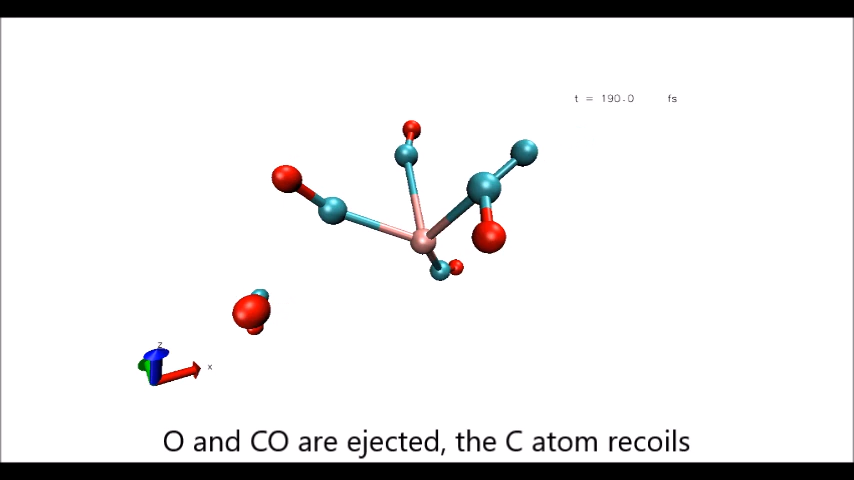 t = 190.0 fs
z
x
O and CO are ejected, the C atom recoils